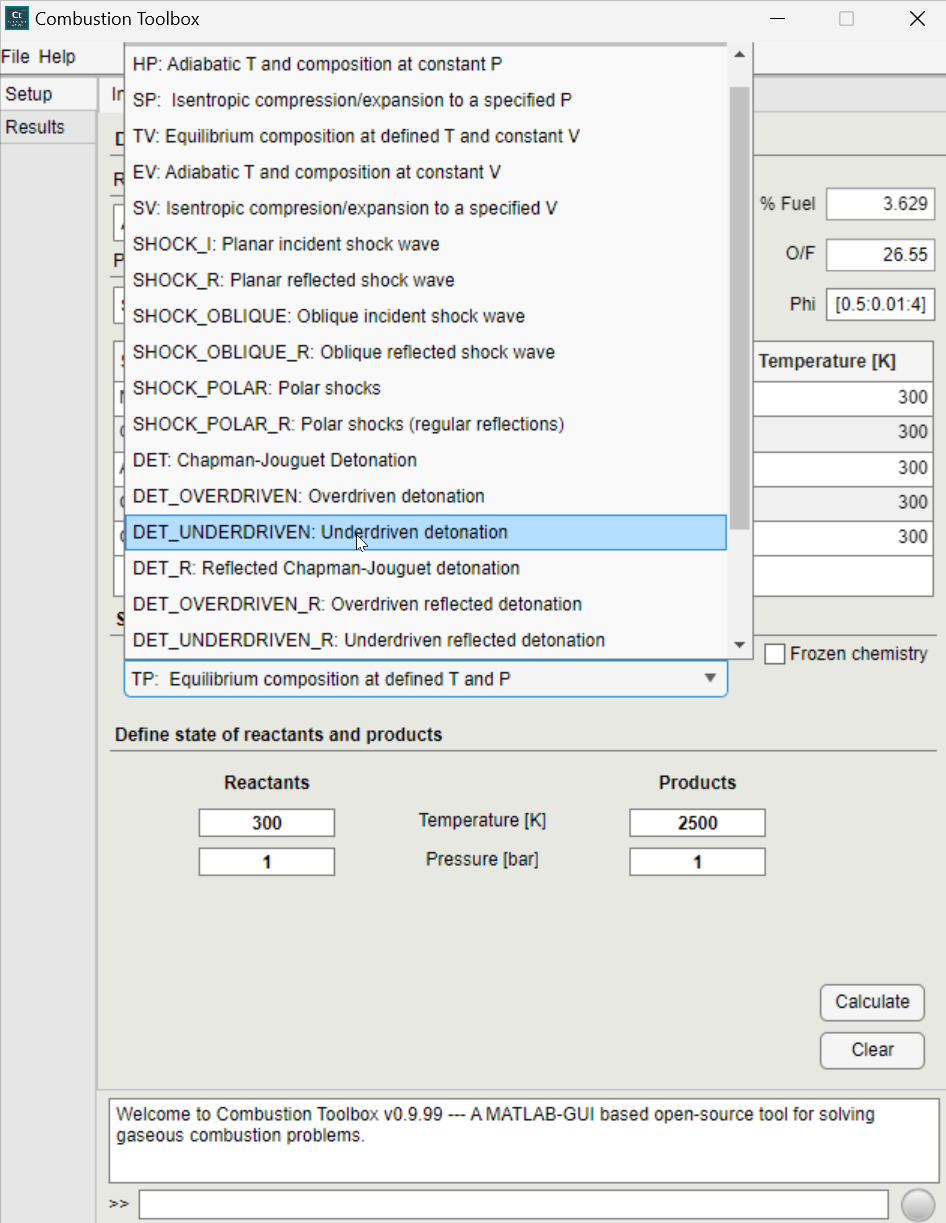 Ct
Combustion Toolbox
File Help
Setup
Results
HP: Adiabatic T and composition at constant P
SP: Isentropic compression/expansion to a specified P
TV: Equilibrium composition at defined T and constant V
EV: Adiabatic T and composition at constant V
SV: Isentropic compresion/expansion to a specified V
SHOCK_I: Planar incident shock wave
SHOCK_R: Planar reflected shock wave
SHOCK_OBLIQUE: Oblique incident shock wave
SHOCK_OBLIQUE_R: Oblique reflected shock wave
SHOCK_POLAR: Polar shocks
SHOCK_POLAR_R: Polar shocks (regular reflections)
DET: Chapman-Jouguet Detonation
DET_OVERDRIVEN: Overdriven detonation
DET_UNDERDRIVEN: Underdriven detonation
DET_R: Reflected Chapman-Jouguet detonation
DET_OVERDRIVEN_R: Overdriven reflected detonation
DET_UNDERDRIVEN_R: Underdriven reflected detonation
TP: Equilibrium composition at defined T and P
% Fuel 3.629
O/F 26.55
Phi [0.5:0.01:4]
Temperature [K]
300
300
300
300
300
Frozen chemistry
Define state of reactants and products
Reactants Products
300 Temperature [K] 2500
1 Pressure [bar] 1
Calculate
Clear
Welcome to Combustion Toolbox v0.9.99 --- A MATLAB-GUI based open-source tool for solving
gaseous combustion problems.
>>